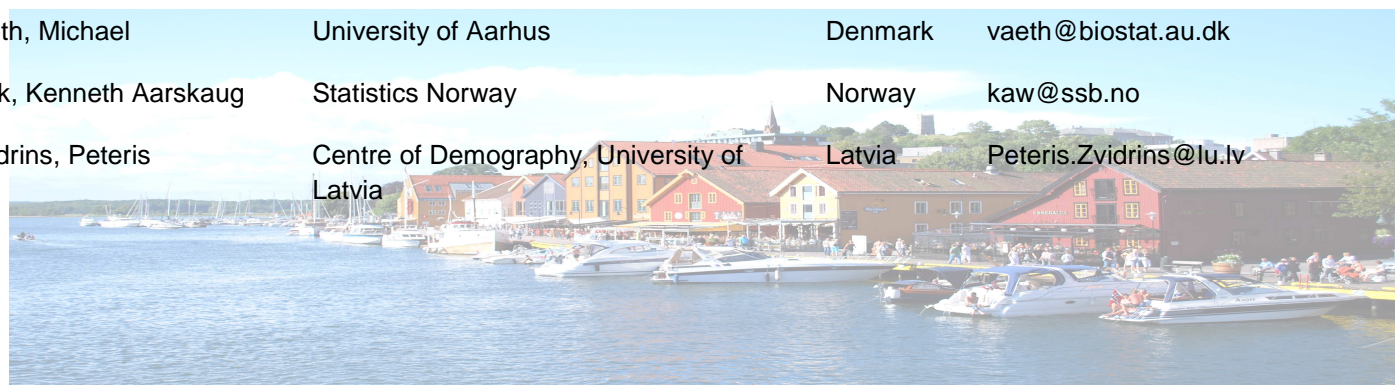 th, Michael University of Aarhus Denmark vaeth@biostat.au.dk
k, Kenneth Aarskaug Statistics Norway Norway kaw@ssb.no
drins, Peteris Centre of Demography, University of Latvia Peteris.Zvidrins@lu.lv
Latvia